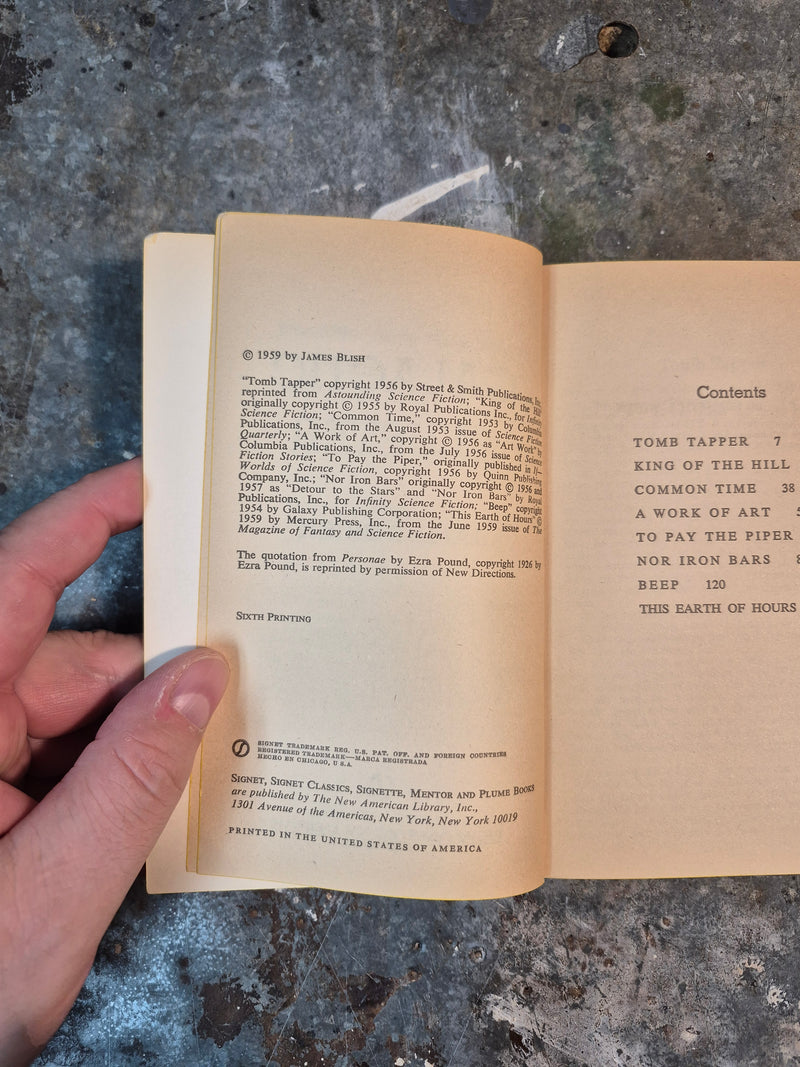 © 1959 by JAMES BLISH
"Tomb Tapper" copyright 1956 by Street & Smith Publications, Inc.,
reprinted from Astounding Science Fiction; "King of the Hill"
originally copyright © 1955 by Royal Publications Inc., for Infinity
Science Fiction; "Common Time," copyright 1953 by Columbia
Publications, Inc., from the August 1953 issue of Science Fiction
Quarterly; "A Work of Art," copyright © 1956 as "Art Work" by
Columbia Publications, Inc., from the July 1956 issue of Science
Fiction Stories; "To Pay the Piper," originally published in If—
Worlds of Science Fiction, copyright 1956 by Quinn Publishing
Company, Inc.; "Nor Iron Bars" originally copyright © 1956 and
1957 as "Detour to the Stars" and "Nor Iron Bars" by Royal
Publications, Inc., for Infinity Science Fiction; "Beep" copyright
1954 by Galaxy Publishing Corporation; "This Earth of Hours" ©
1959 by Mercury Press, Inc., from the June 1959 issue of The
Magazine of Fantasy and Science Fiction.
The quotation from Personae by Ezra Pound, copyright 1926 by
Ezra Pound, is reprinted by permission of New Directions.
SIXTH PRINTING
SIGNET TRADEMARK REG. U.S. PAT. OFF. AND FOREIGN COUNTRIES
REGISTERED TRADEMARK—MARCA REGISTRADA
HECHO EN CHICAGO, U.S.A.
SIGNET, SIGNET CLASSICS, SIGNETTE, MENTOR AND PLUME BOOKS
are published by The New American Library, Inc.,
1301 Avenue of the Americas, New York, New York 10019
PRINTED IN THE UNITED STATES OF AMERICA
Contents
TOMB TAPPER 7
KING OF THE HILL
COMMON TIME 38
A WORK OF ART
TO PAY THE PIPER
NOR IRON BARS
BEEP 120
THIS EARTH OF HOURS